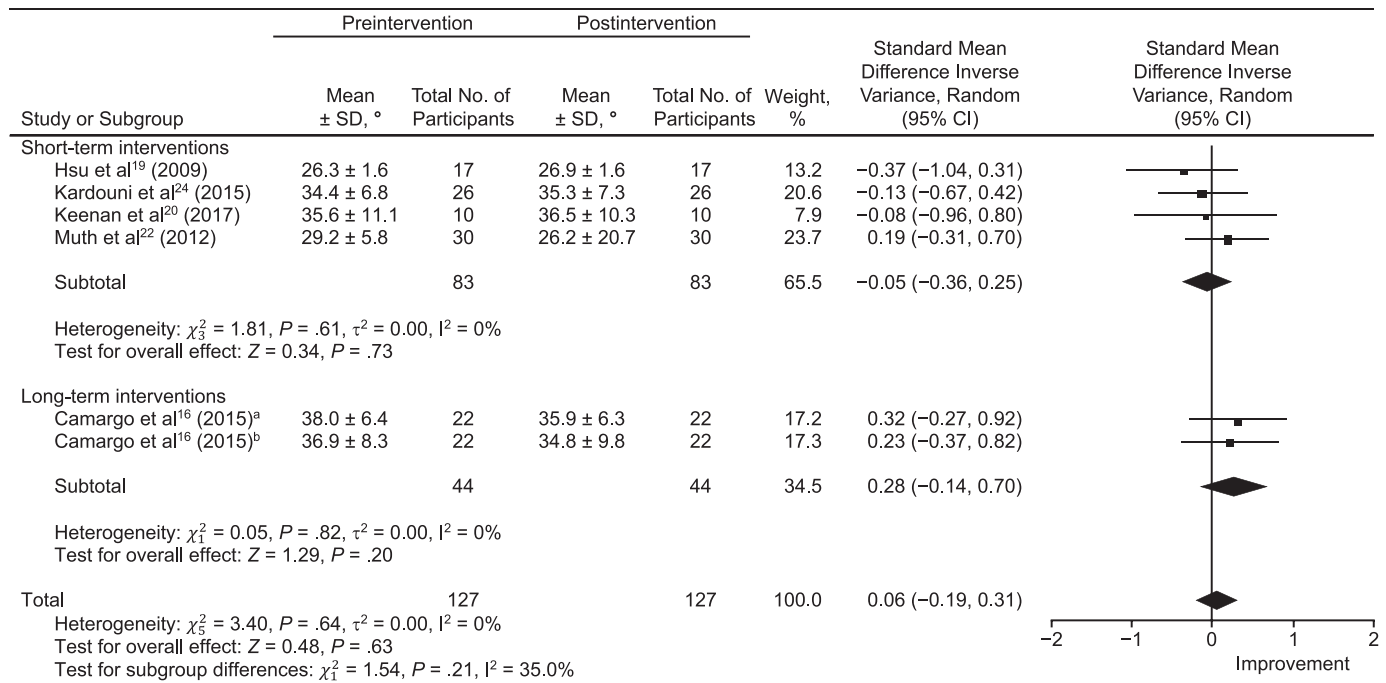 Preintervention Postintervention
Standard Mean Difference Inverse Variance, Random (95% CI)
Standard Mean Difference Inverse Variance, Random (95% CI)
Study or Subgroup Mean ± SD, ° Total No. of Participants Mean ± SD, ° Total No. of Participants Weight, %
Short-term interventions
Hsu et al19 (2009) 26.3 ± 1.6 17 26.9 ± 1.6 17 13.2 −0.37 (−1.04, 0.31)
Kardouni et al24 (2015) 34.4 ± 6.8 26 35.3 ± 7.3 26 20.6 −0.13 (−0.67, 0.42)
Keenan et al20 (2017) 35.6 ± 11.1 10 36.5 ± 10.3 10 7.9 −0.08 (−0.96, 0.80)
Muth et al22 (2012) 29.2 ± 5.8 30 26.2 ± 20.7 30 23.7 0.19 (−0.31, 0.70)
Subtotal 83 83 65.5 −0.05 (−0.36, 0.25)
Heterogeneity: χ²₃ = 1.81, P = .61, τ² = 0.00, I² = 0%
Test for overall effect: Z = 0.34, P = .73
Long-term interventions
Camargo et al16 (2015)a 38.0 ± 6.4 22 35.9 ± 6.3 22 17.2 0.32 (−0.27, 0.92)
Camargo et al16 (2015)b 36.9 ± 8.3 22 34.8 ± 9.8 22 17.3 0.23 (−0.37, 0.82)
Subtotal 44 44 34.5 0.28 (−0.14, 0.70)
Heterogeneity: χ²₁ = 0.05, P = .82, τ² = 0.00, I² = 0%
Test for overall effect: Z = 1.29, P = .20
Total 127 127 100.0 0.06 (−0.19, 0.31)
Heterogeneity: χ²₅ = 3.40, P = .64, τ² = 0.00, I² = 0%
Test for overall effect: Z = 0.48, P = .63
Test for subgroup differences: χ²₁ = 1.54, P = .21, I² = 35.0%
−2 −1 0 1 2
Improvement